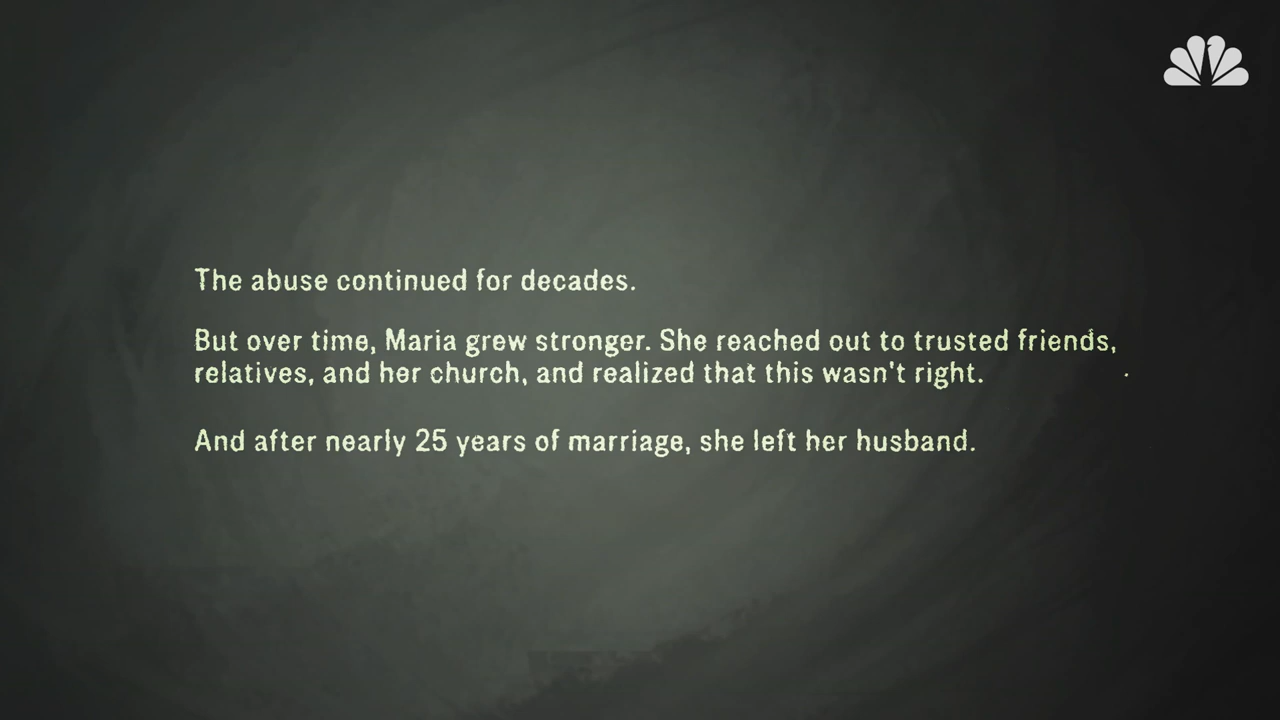 The abuse continued for decades.
But over time, Maria grew stronger. She reached out to trusted friends,
relatives, and her church, and realized that this wasn't right.
And after nearly 25 years of marriage, she left her husband.